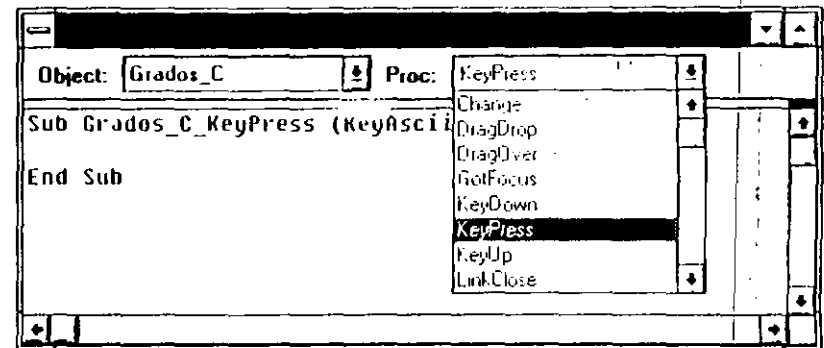 Object: Grados_C Proc: KeyPress
Sub Grados_C_KeyPress (KeyAscii
End Sub
Change
DragDrop
DragOver
GotFocus
KeyDown
KeyPress
KeyUp
LinkClose